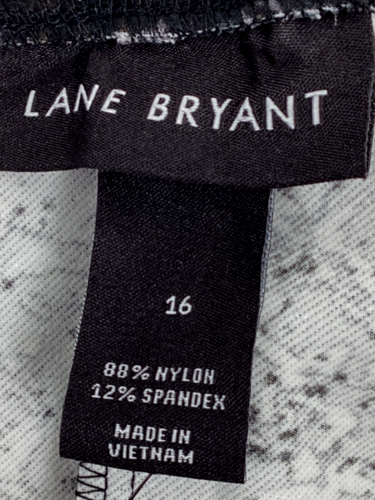 LANE BRYANT
16
88% NYLON
12% SPANDEX
MADE IN
VIETNAM